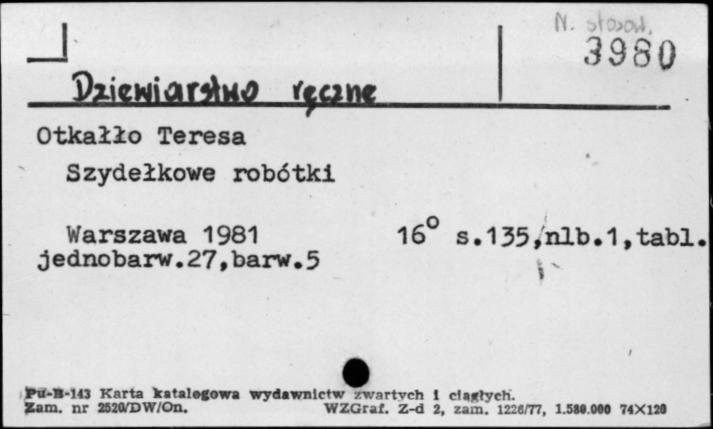 N. stosow.
3980
Dziewiarstwo ręczne
Otkałło Teresa
Szydełkowe robótki
Warszawa 1981 16° s.135,nlb.1,tabl.
jednobarw.27,barw.5
Pu-B-143 Karta katalogowa wydawnictw zwartych i ciągłych.
Zam. nr 2520/DW/On. WZGraf. Z-d 2, zam. 1226/77, 1.580.000 74X120